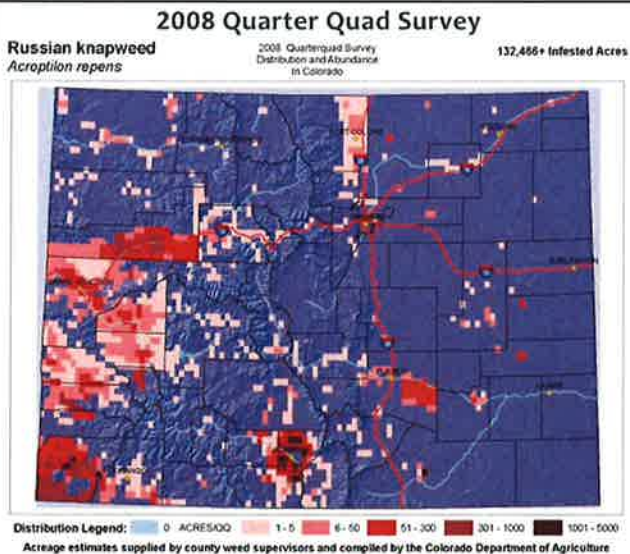 2008 Quarter Quad Survey
Russian knapweed
Acroptilon repens
2008 Quarterquad Survey
Distribution and Abundance
In Colorado
132,466+ Infested Acres
Distribution Legend: 0 ACRES/QQ 1 - 5 6 - 50 51 - 300 301 - 1000 1001 - 5000
Acreage estimates supplied by county weed supervisors and compiled by the Colorado Department of Agriculture